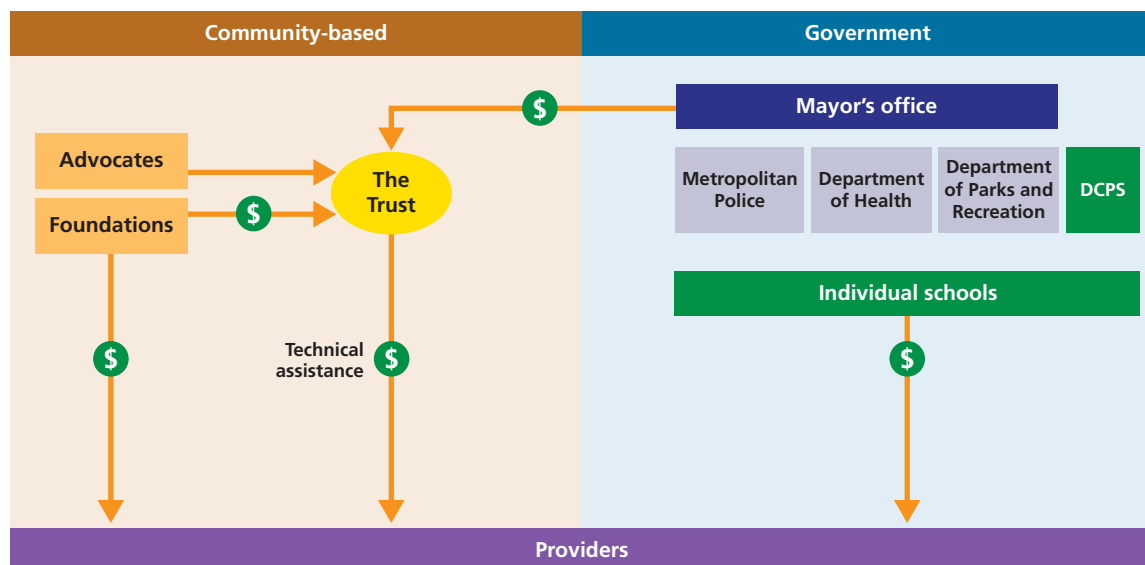 Community-based
Government
$
Mayor's office
Advocates
Foundations
$
The
Trust
Metropolitan
Police
Department
of Health
Department
of Parks and
Recreation
DCPS
Individual schools
$
Technical
assistance
$
$
Providers